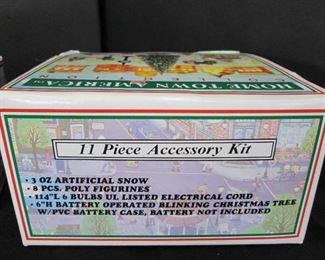 HOME TOWN AMERICA
COLLECTION
11 Piece Accessory Kit
• 3 OZ ARTIFICIAL SNOW
• 8 PCS. POLY FIGURINES
• 114"L 6 BULBS UL LISTED ELECTRICAL CORD
• 6"H BATTERY OPERATED BLINKING CHRISTMAS TREE
W/PVC BATTERY CASE, BATTERY NOT INCLUDED